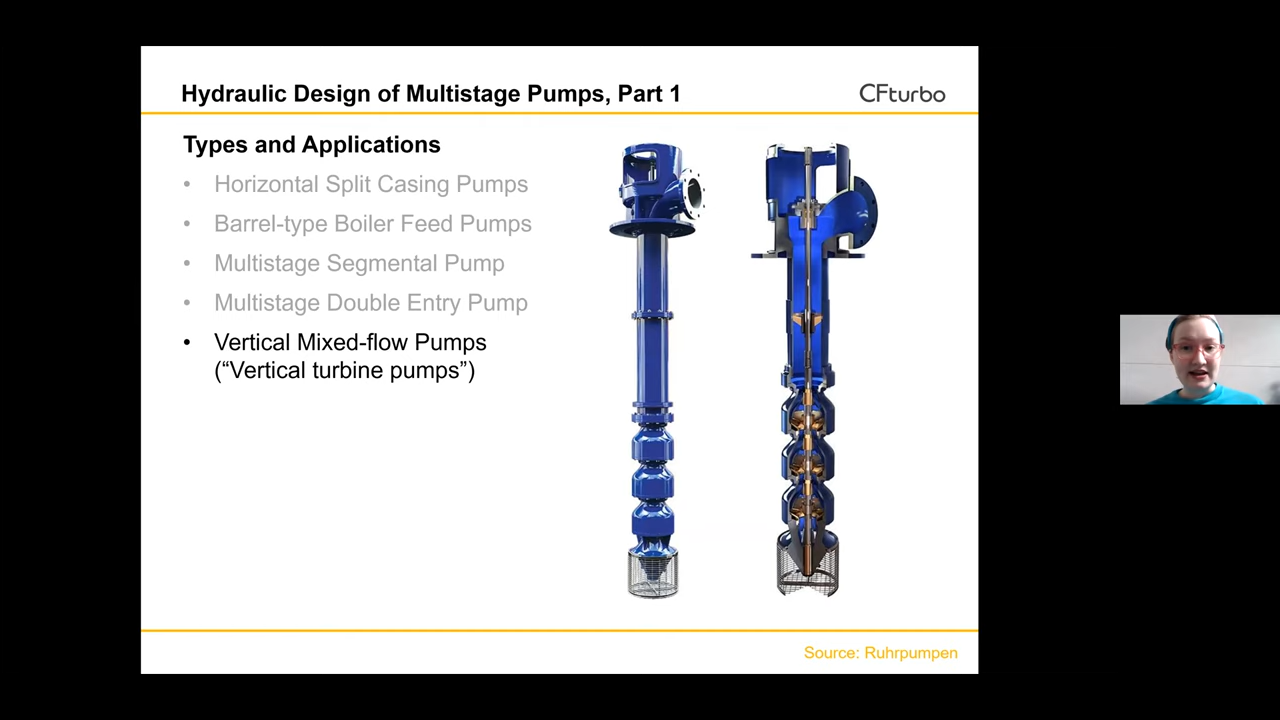 Hydraulic Design of Multistage Pumps, Part 1
CFturbo
Types and Applications
• Horizontal Split Casing Pumps
• Barrel-type Boiler Feed Pumps
• Multistage Segmental Pump
• Multistage Double Entry Pump
• Vertical Mixed-flow Pumps
(“Vertical turbine pumps”)
Source: Ruhrpumpen